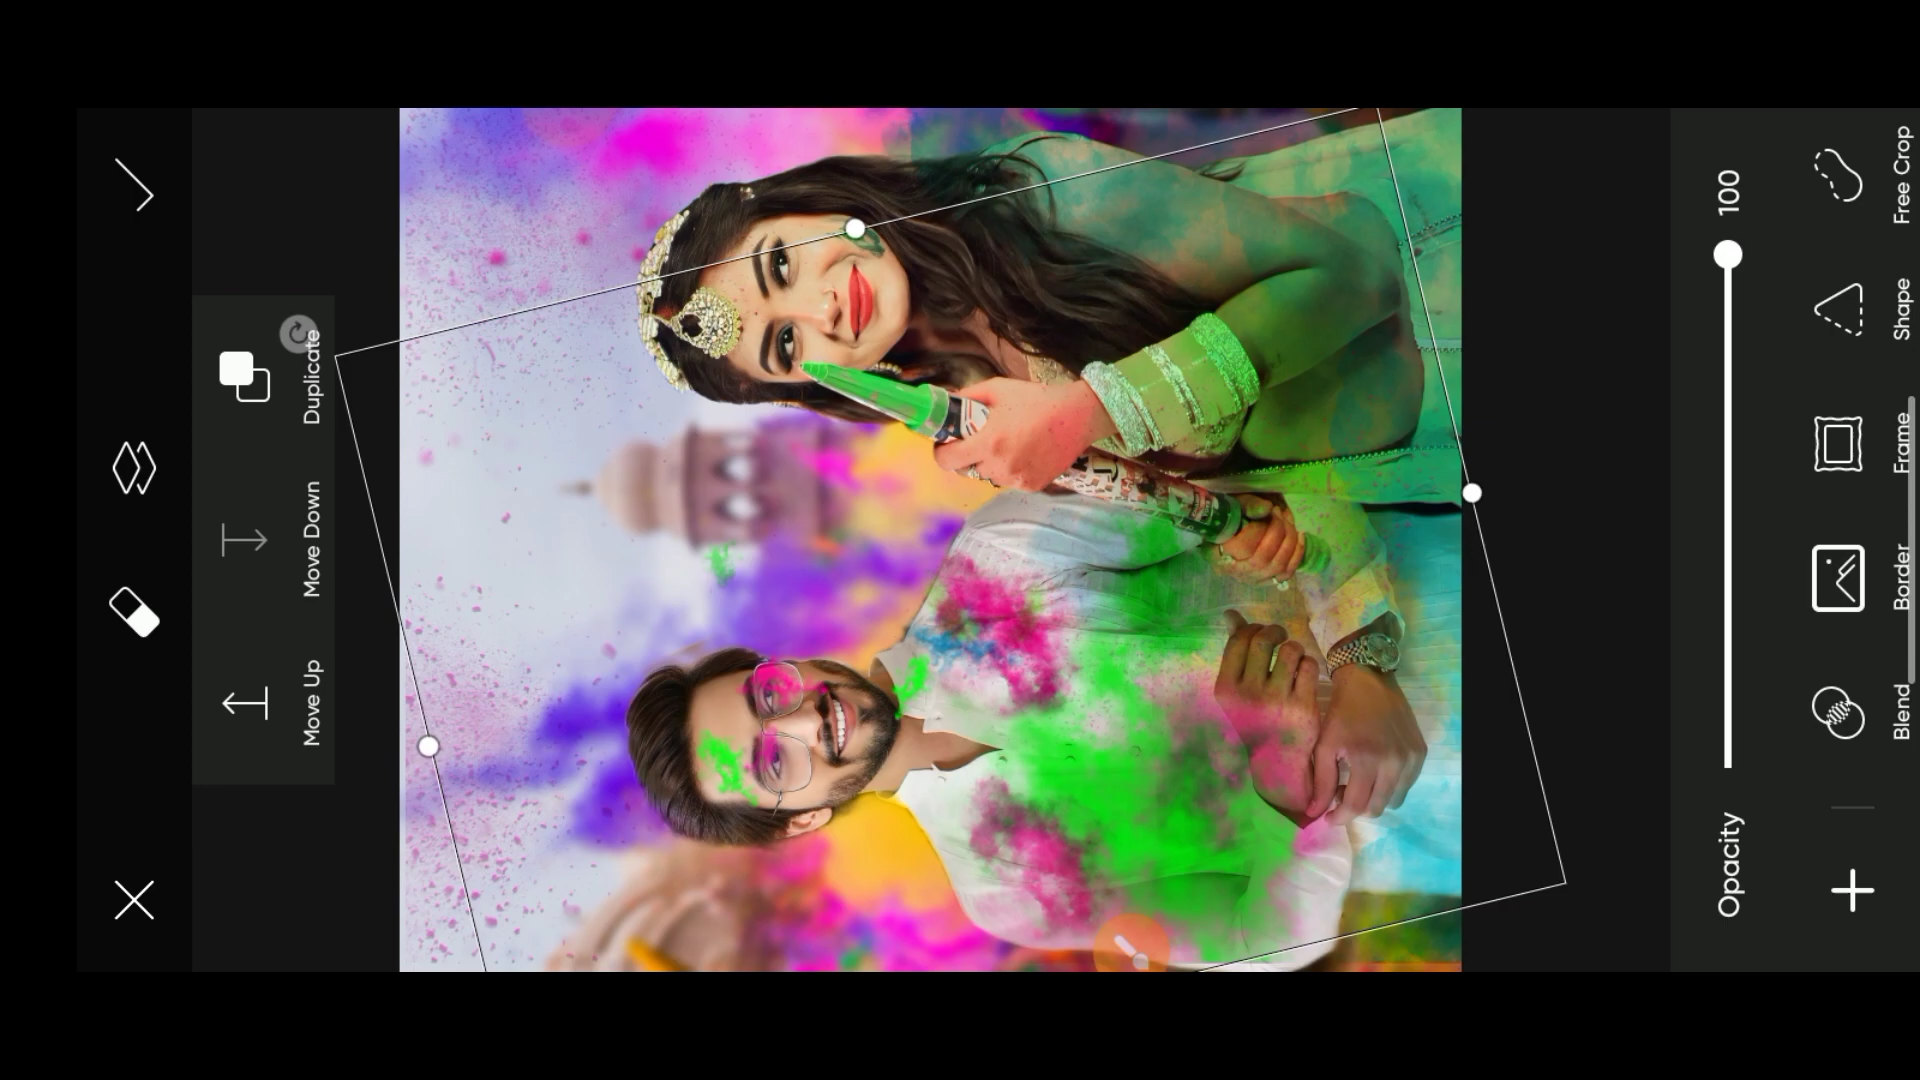 Duplicate
Move Down
Move Up
Opacity
100
Blend
Border
Frame
Shape
Free Crop